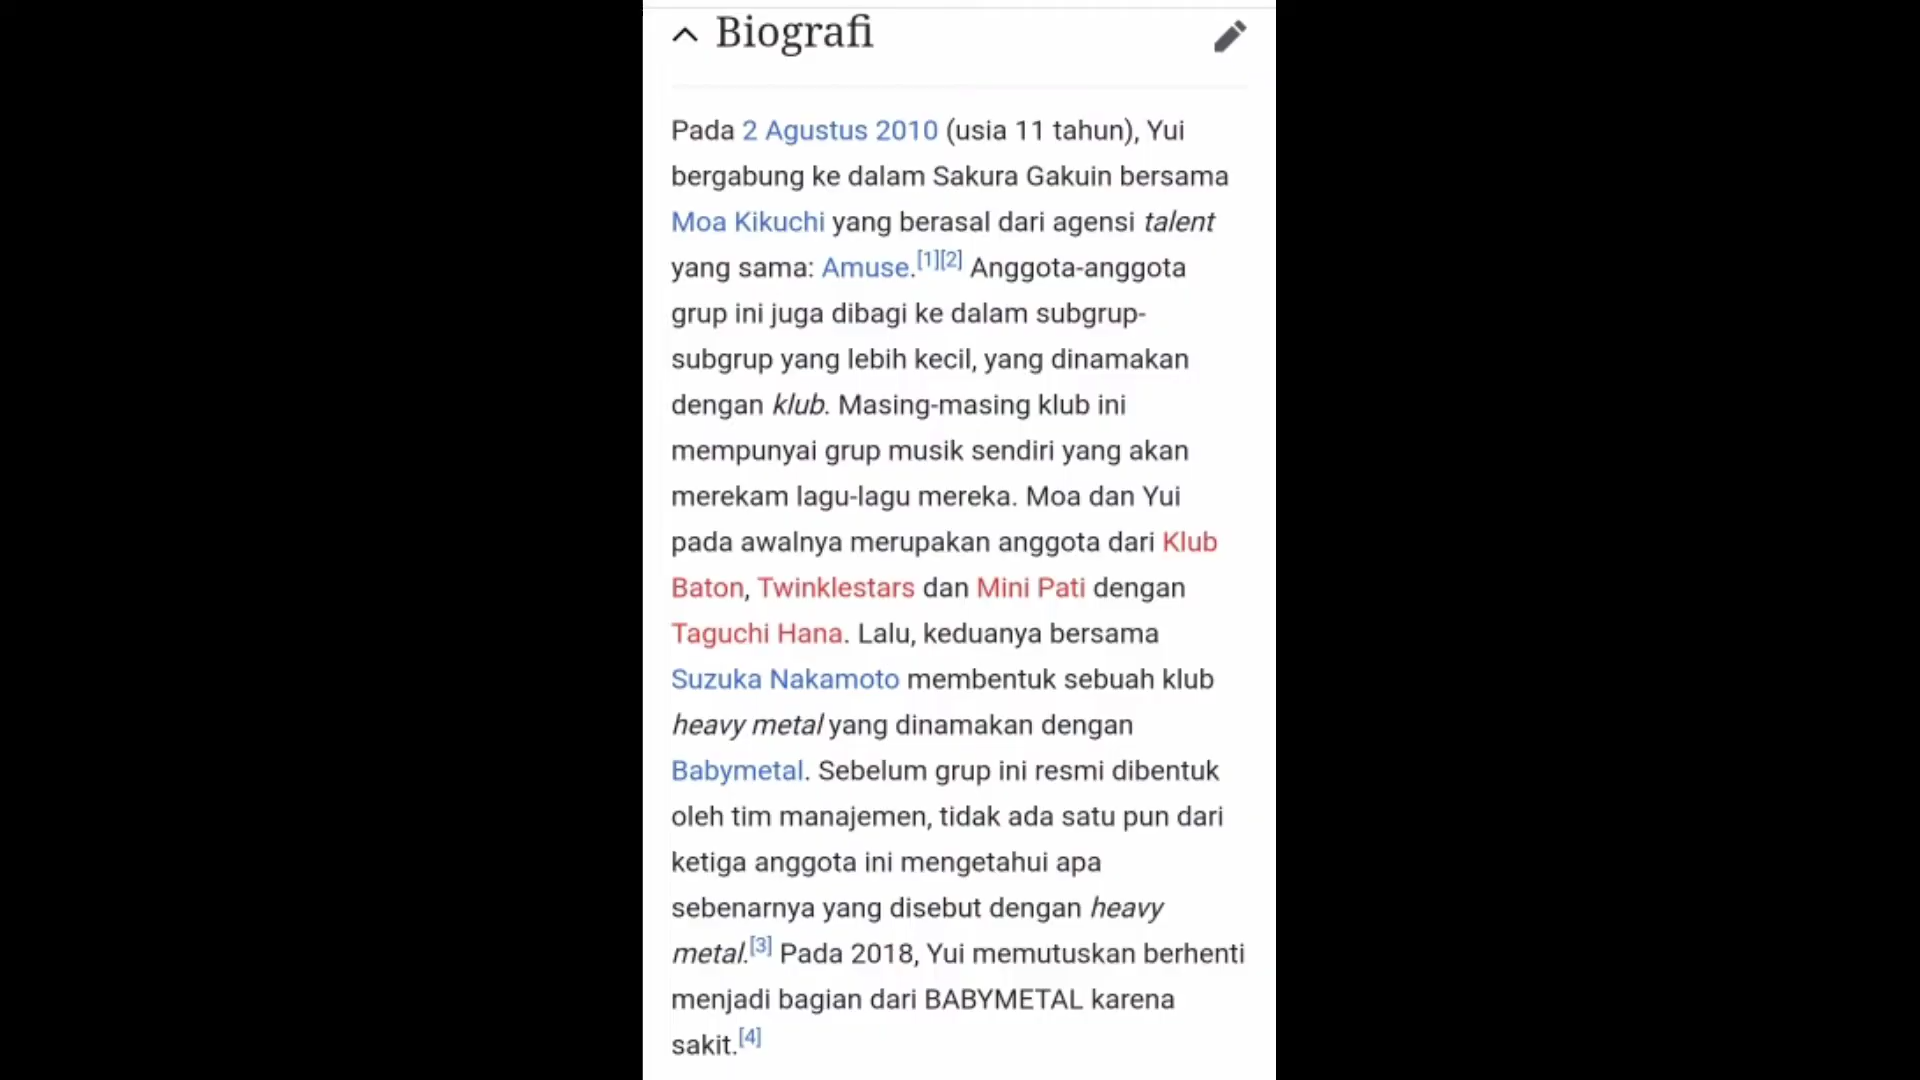 Biografi
Pada 2 Agustus 2010 (usia 11 tahun), Yui
bergabung ke dalam Sakura Gakuin bersama
Moa Kikuchi yang berasal dari agensi talent
yang sama: Amuse.[1][2] Anggota-anggota
grup ini juga dibagi ke dalam subgrup-
subgrup yang lebih kecil, yang dinamakan
dengan klub. Masing-masing klub ini
mempunyai grup musik sendiri yang akan
merekam lagu-lagu mereka. Moa dan Yui
pada awalnya merupakan anggota dari Klub
Baton, Twinklestars dan Mini Pati dengan
Taguchi Hana. Lalu, keduanya bersama
Suzuka Nakamoto membentuk sebuah klub
heavy metal yang dinamakan dengan
Babymetal. Sebelum grup ini resmi dibentuk
oleh tim manajemen, tidak ada satu pun dari
ketiga anggota ini mengetahui apa
sebenarnya yang disebut dengan heavy
metal.[3] Pada 2018, Yui memutuskan berhenti
menjadi bagian dari BABYMETAL karena
sakit.[4]